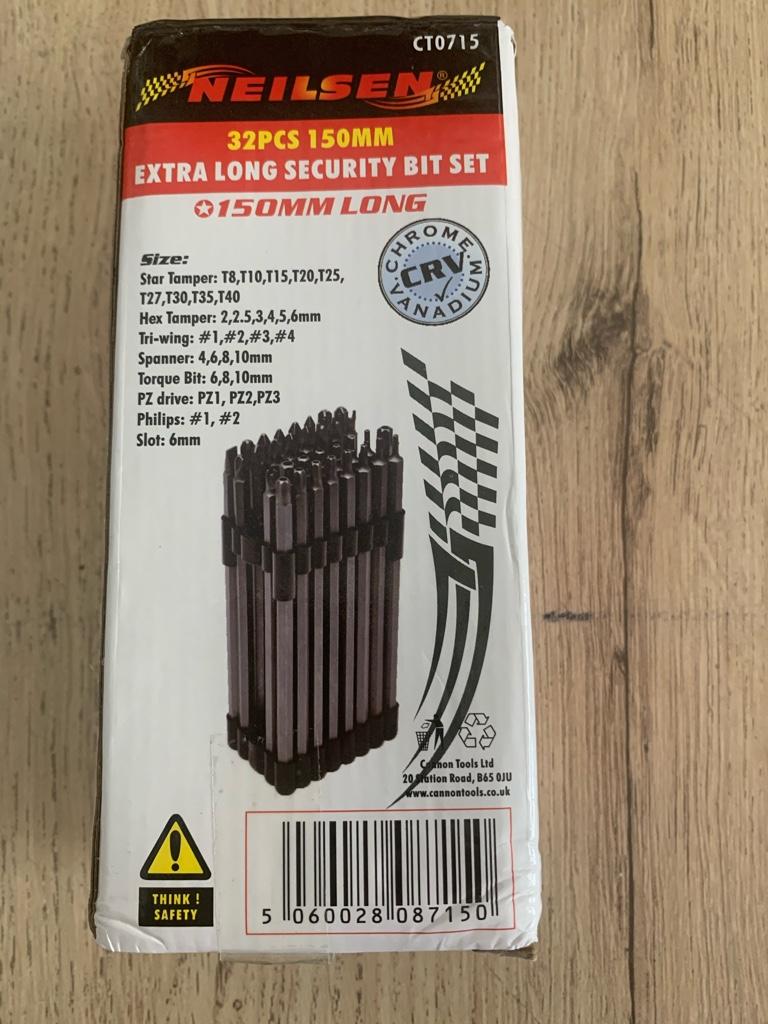 CT0715
NEILSEN®
32PCS 150MM
EXTRA LONG SECURITY BIT SET
150MM LONG
CHROME
CRV
VANADIUM
Size:
Star Tamper: T8,T10,T15,T20,T25,
T27,T30,T35,T40
Hex Tamper: 2,2.5,3,4,5,6mm
Tri-wing: #1,#2,#3,#4
Spanner: 4,6,8,10mm
Torque Bit: 6,8,10mm
PZ drive: PZ1, PZ2,PZ3
Philips: #1, #2
Slot: 6mm
Cannon Tools Ltd
20 Station Road, B65 0JU
www.cannontools.co.uk
THINK !
SAFETY
5 060028 087150